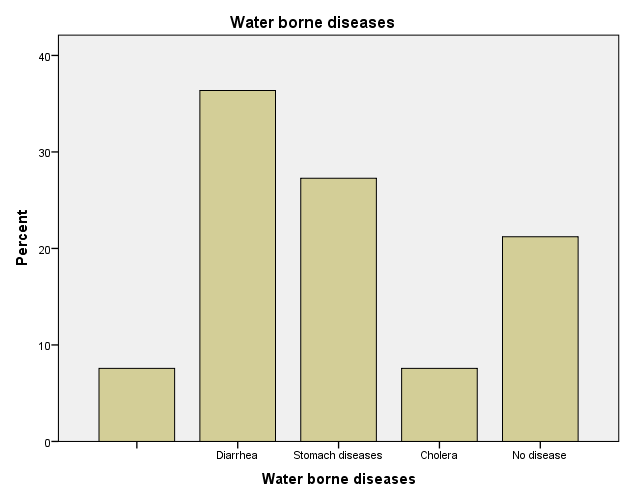 Water borne diseases
40
30
20
10
0
Percent
Diarrhea
Stomach diseases
Cholera
No disease
Water borne diseases